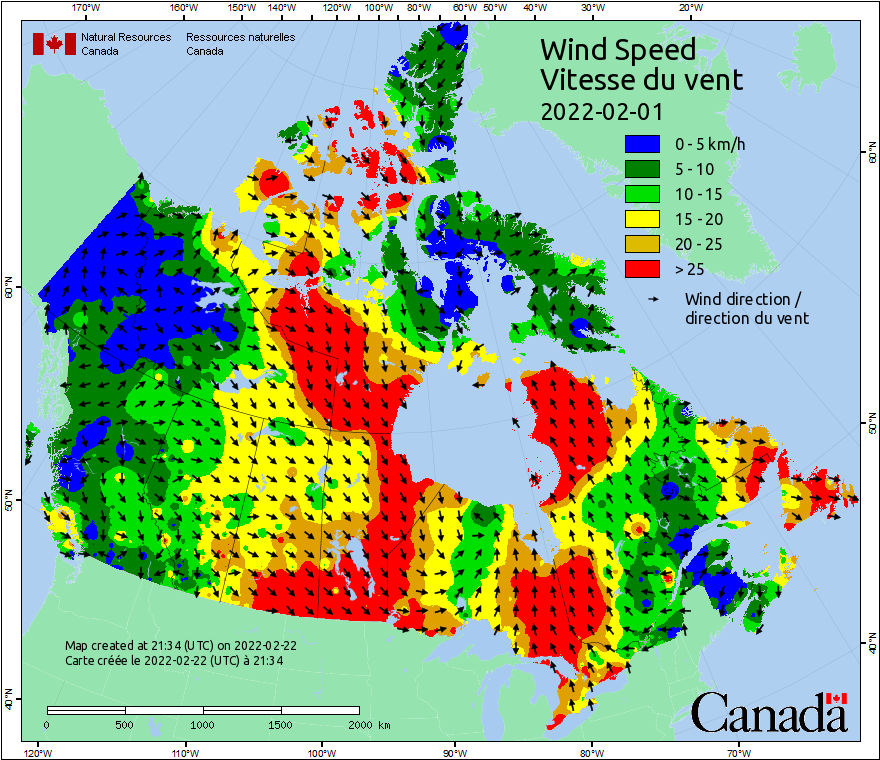 170°W 160°W 150°W 140°W 120°W 100°W 80°W 60°W 50°W 40°W 30°W 20°W
Natural Resources Ressources naturelles
Canada Canada
Wind Speed
Vitesse du vent
2022-02-01
0 - 5 km/h
5 - 10
10 - 15
15 - 20
20 - 25
> 25
Wind direction /
direction du vent
60°N
60°N
50°N
50°N
40°N
40°N
Map created at 21:34 (UTC) on 2022-02-22
Carte créée le 2022-02-22 (UTC) à 21:34
0 500 1000 1500 2000 km
Canada
120°W 110°W 100°W 90°W 80°W 70°W